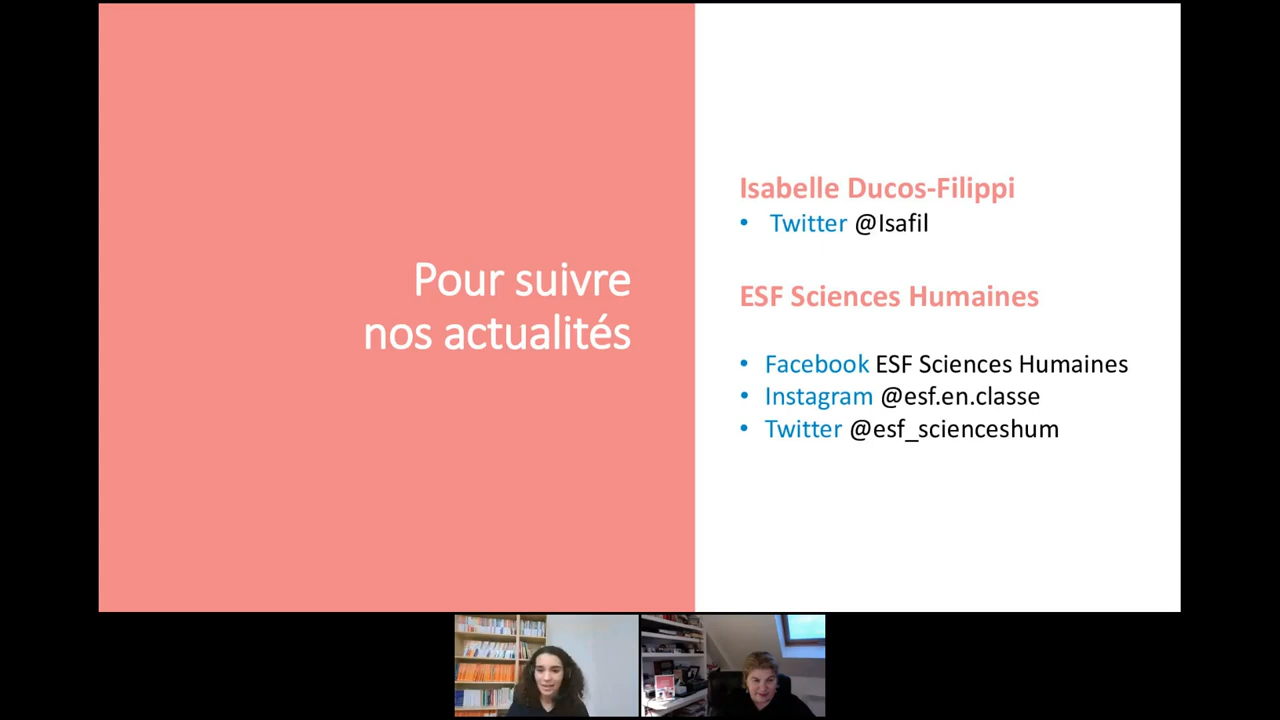 Pour suivre
nos actualités
Isabelle Ducos-Filippi
• Twitter @Isafil
ESF Sciences Humaines
• Facebook ESF Sciences Humaines
• Instagram @esf.en.classe
• Twitter @esf_scienceshum